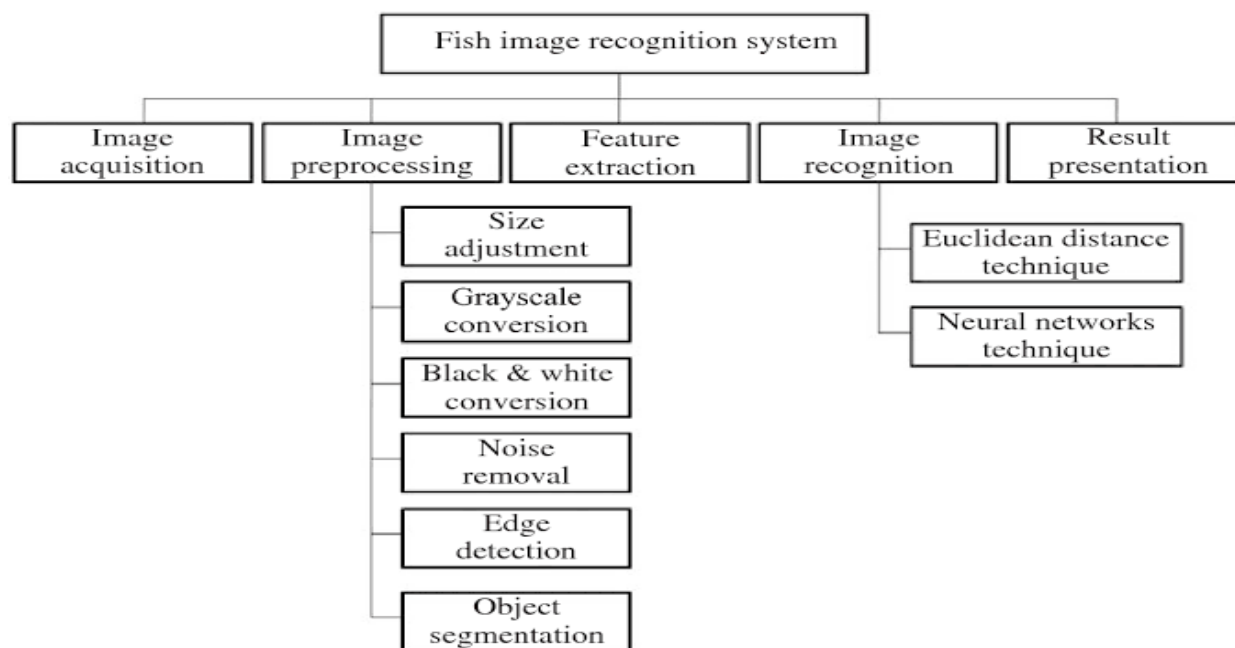 Fish image recognition system
Image
acquisition
Image
preprocessing
Feature
extraction
Image
recognition
Result
presentation
Size
adjustment
Grayscale
conversion
Black & white
conversion
Noise
removal
Edge
detection
Object
segmentation
Euclidean distance
technique
Neural networks
technique